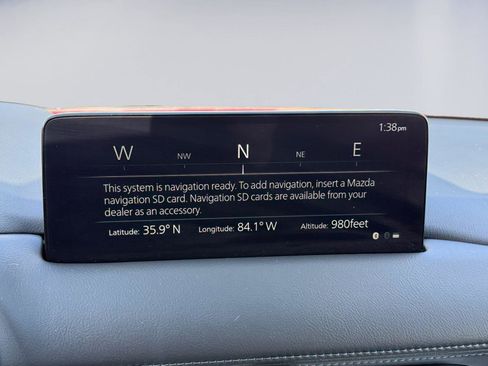 1:38pm
W NW N NE E
This system is navigation ready. To add navigation, insert a Mazda
navigation SD card. Navigation SD cards are available from your
dealer as an accessory.
Latitude: 35.9° N Longitude: 84.1° W Altitude: 980feet